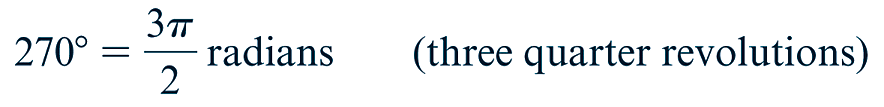 270° = 3π/2 radians (three quarter revolutions)